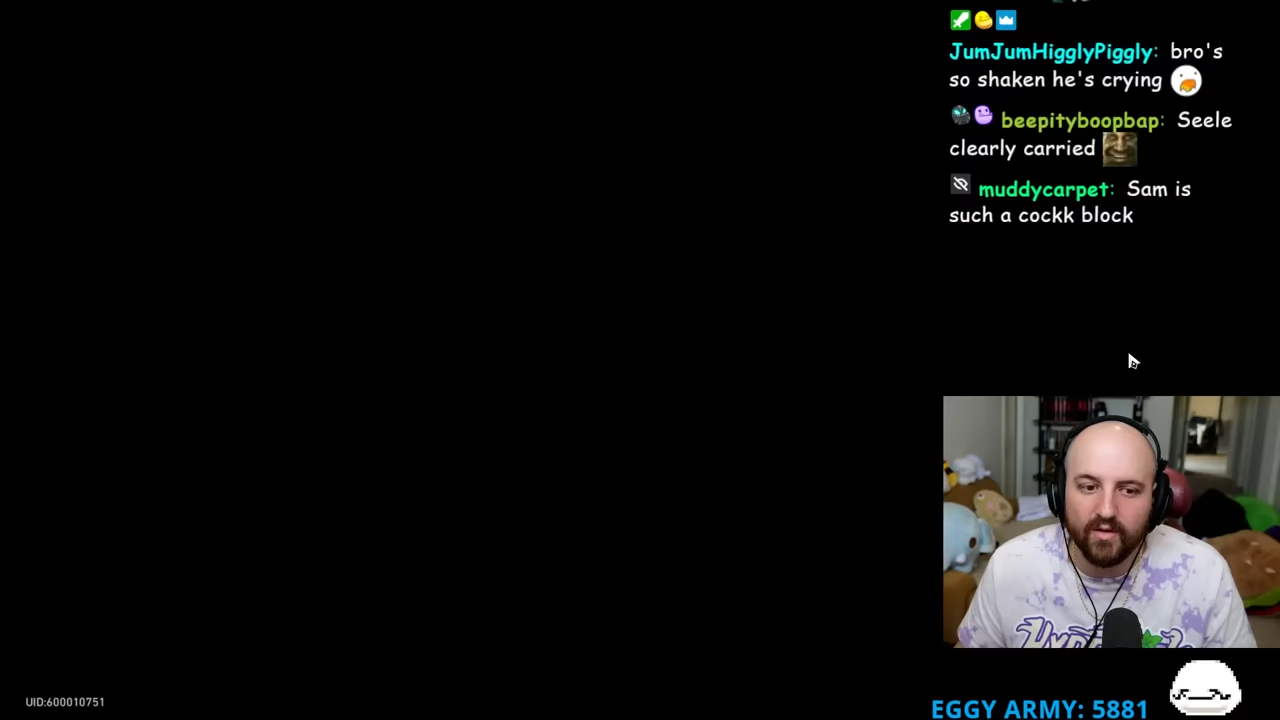 JumJumHigglyPiggly: bro's
so shaken he's crying
beepityboopbap: Seele
clearly carried
muddycarpet: Sam is
such a cockk block
UID:600010751
EGGY ARMY: 5881